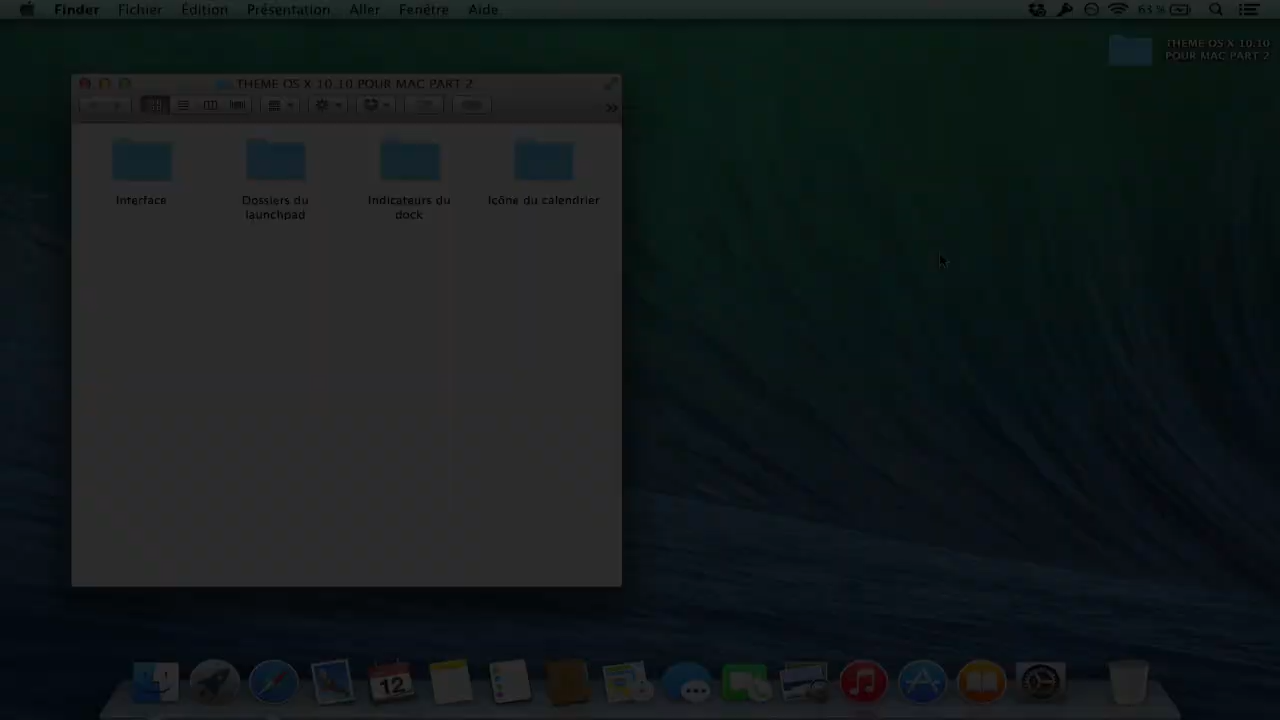 Finder Fichier Édition Présentation Aller Fenêtre Aide 63 %
THEME OS X 10.10
POUR MAC PART 2
THEME OS X 10.10 POUR MAC PART 2
Interface
Dossiers du
launchpad
Indicateurs du
dock
Icône du calendrier
12